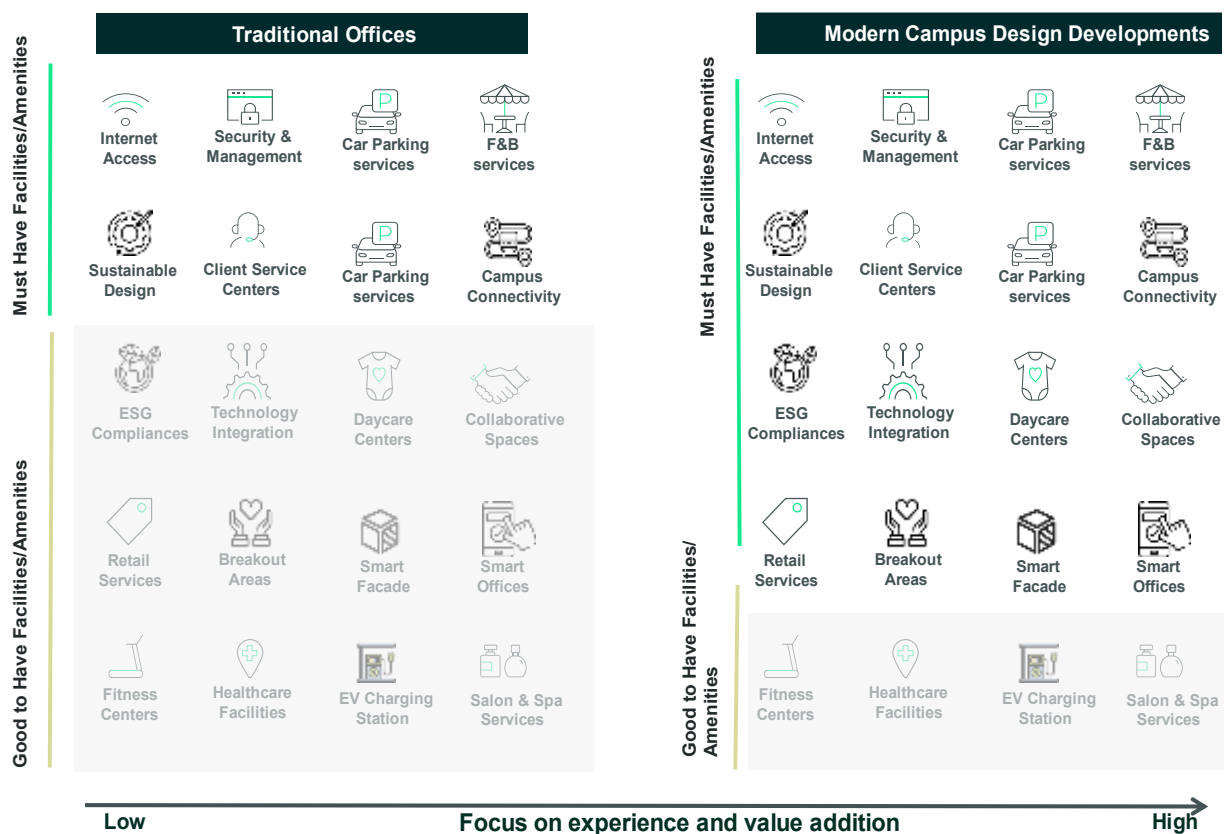 Traditional Offices
Must Have Facilities/Amenities
Internet
Access
Security &
Management
Car Parking
services
F&B
services
Sustainable
Design
Client Service
Centers
Car Parking
services
Campus
Connectivity
Good to Have Facilities/Amenities
ESG
Compliances
Technology
Integration
Daycare
Centers
Collaborative
Spaces
Retail
Services
Breakout
Areas
Smart
Facade
Smart
Offices
Fitness
Centers
Healthcare
Facilities
EV Charging
Station
Salon & Spa
Services
Modern Campus Design Developments
Must Have Facilities/Amenities
Internet
Access
Security &
Management
Car Parking
services
F&B
services
Sustainable
Design
Client Service
Centers
Car Parking
services
Campus
Connectivity
ESG
Compliances
Technology
Integration
Daycare
Centers
Collaborative
Spaces
Retail
Services
Breakout
Areas
Smart
Facade
Smart
Offices
Good to Have Facilities/
Amenities
Fitness
Centers
Healthcare
Facilities
EV Charging
Station
Salon & Spa
Services
Low
Focus on experience and value addition
High